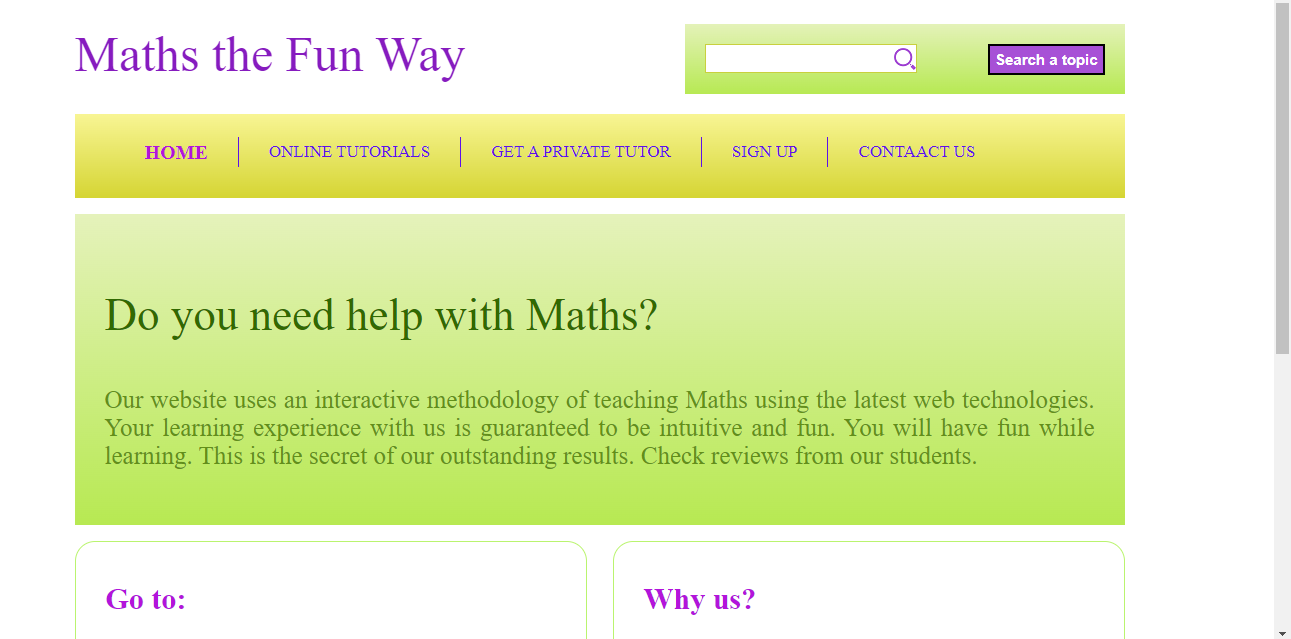 Maths the Fun Way
Search a topic
HOME
ONLINE TUTORIALS
GET A PRIVATE TUTOR
SIGN UP
CONTAACT US
Do you need help with Maths?
Our website uses an interactive methodology of teaching Maths using the latest web technologies.
Your learning experience with us is guaranteed to be intuitive and fun. You will have fun while
learning. This is the secret of our outstanding results. Check reviews from our students.
Go to:
Why us?